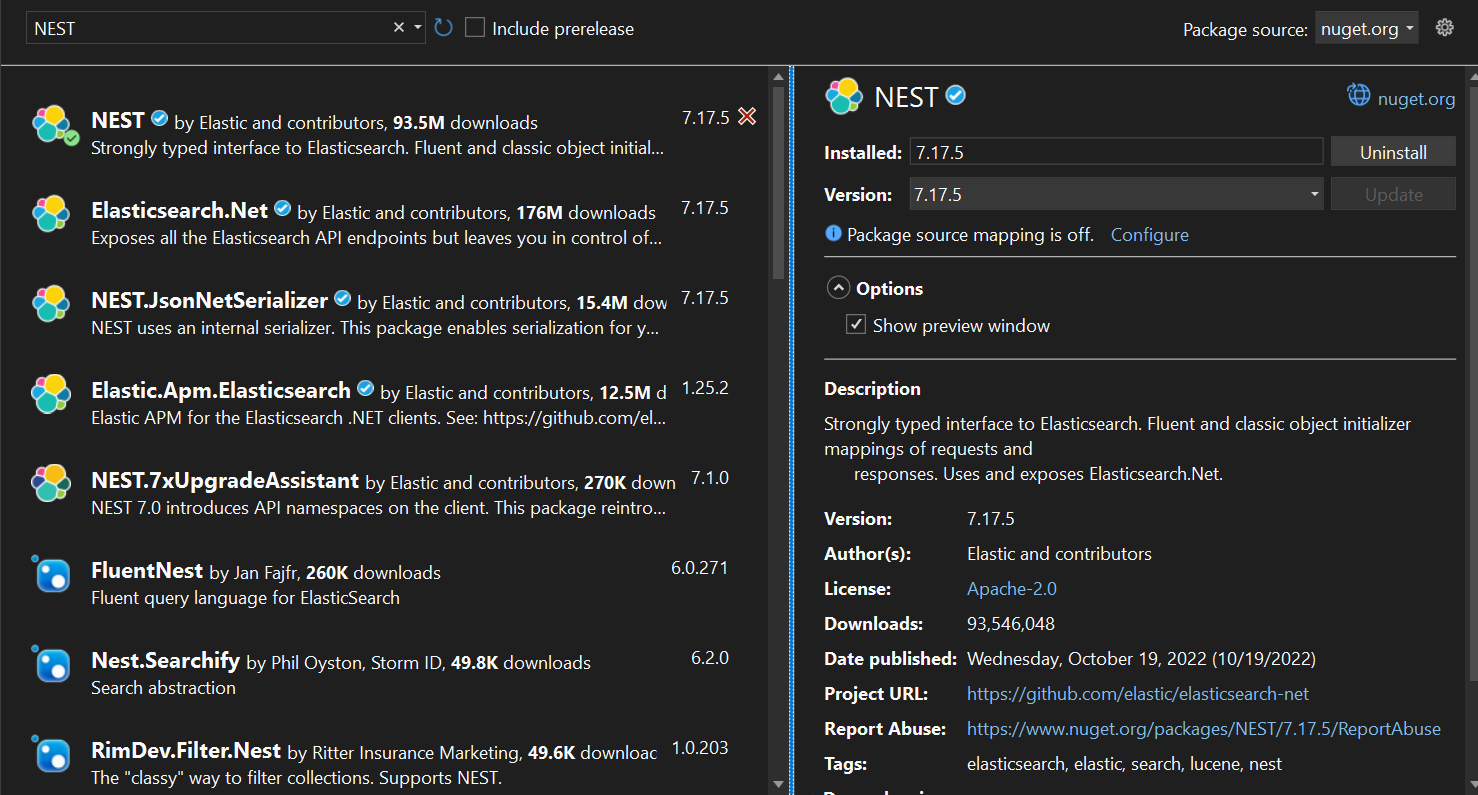 NEST
Include prerelease
Package source: nuget.org
NEST by Elastic and contributors, 93.5M downloads
7.17.5
Strongly typed interface to Elasticsearch. Fluent and classic object initial...
Elasticsearch.Net by Elastic and contributors, 176M downloads
7.17.5
Exposes all the Elasticsearch API endpoints but leaves you in control of...
NEST.JsonNetSerializer by Elastic and contributors, 15.4M dow
7.17.5
NEST uses an internal serializer. This package enables serialization for y...
Elastic.Apm.Elasticsearch by Elastic and contributors, 12.5M d
1.25.2
Elastic APM for the Elasticsearch .NET clients. See: https://github.com/el...
NEST.7xUpgradeAssistant by Elastic and contributors, 270K down
7.1.0
NEST 7.0 introduces API namespaces on the client. This package reintro...
FluentNest by Jan Fajfr, 260K downloads
6.0.271
Fluent query language for ElasticSearch
Nest.Searchify by Phil Oyston, Storm ID, 49.8K downloads
6.2.0
Search abstraction
RimDev.Filter.Nest by Ritter Insurance Marketing, 49.6K downloac
1.0.203
The "classy" way to filter collections. Supports NEST.
NEST
nuget.org
Installed: 7.17.5
Uninstall
Version: 7.17.5
Update
Package source mapping is off. Configure
Options
Show preview window
Description
Strongly typed interface to Elasticsearch. Fluent and classic object initializer
mappings of requests and
responses. Uses and exposes Elasticsearch.Net.
Version: 7.17.5
Author(s): Elastic and contributors
License: Apache-2.0
Downloads: 93,546,048
Date published: Wednesday, October 19, 2022 (10/19/2022)
Project URL: https://github.com/elastic/elasticsearch-net
Report Abuse: https://www.nuget.org/packages/NEST/7.17.5/ReportAbuse
Tags: elasticsearch, elastic, search, lucene, nest